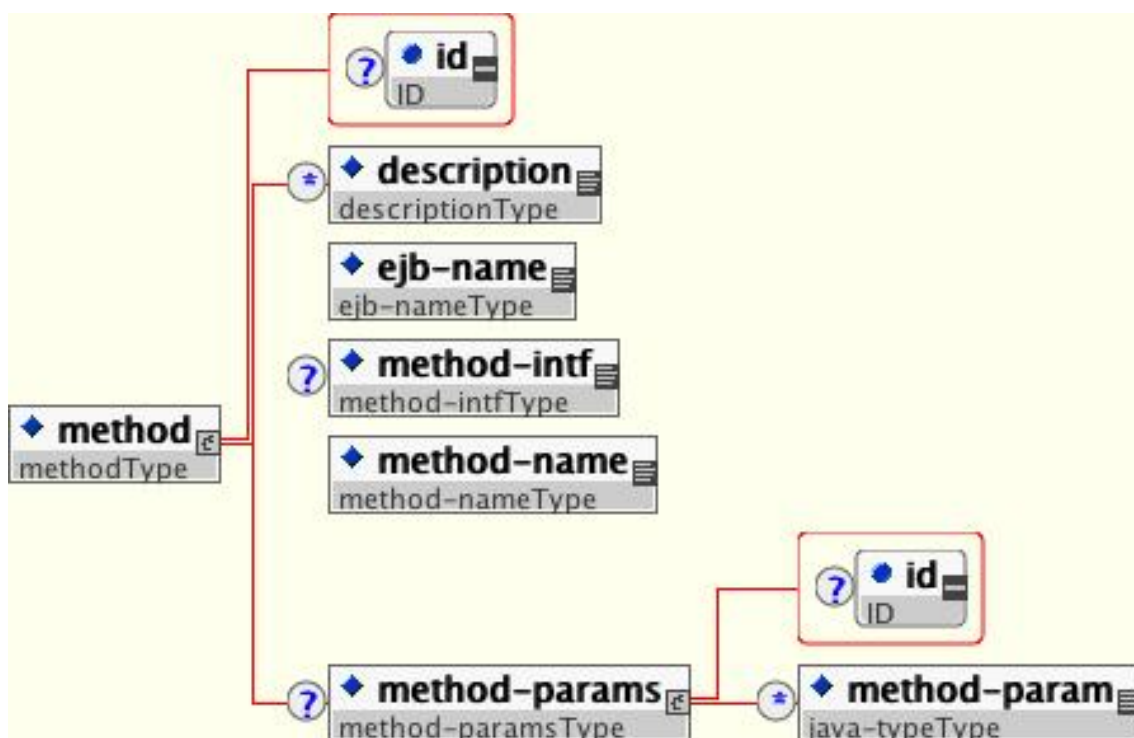 ?
id
ID
*
description
descriptionType
ejb-name
ejb-nameType
?
method-intf
method-intfType
method
methodType
method-name
method-nameType
?
id
ID
?
method-params
method-paramsType
*
method-param
java-typeType